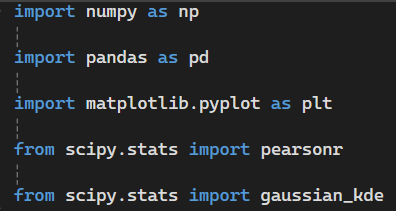 import numpy as np
import pandas as pd
import matplotlib.pyplot as plt
from scipy.stats import pearsonr
from scipy.stats import gaussian_kde